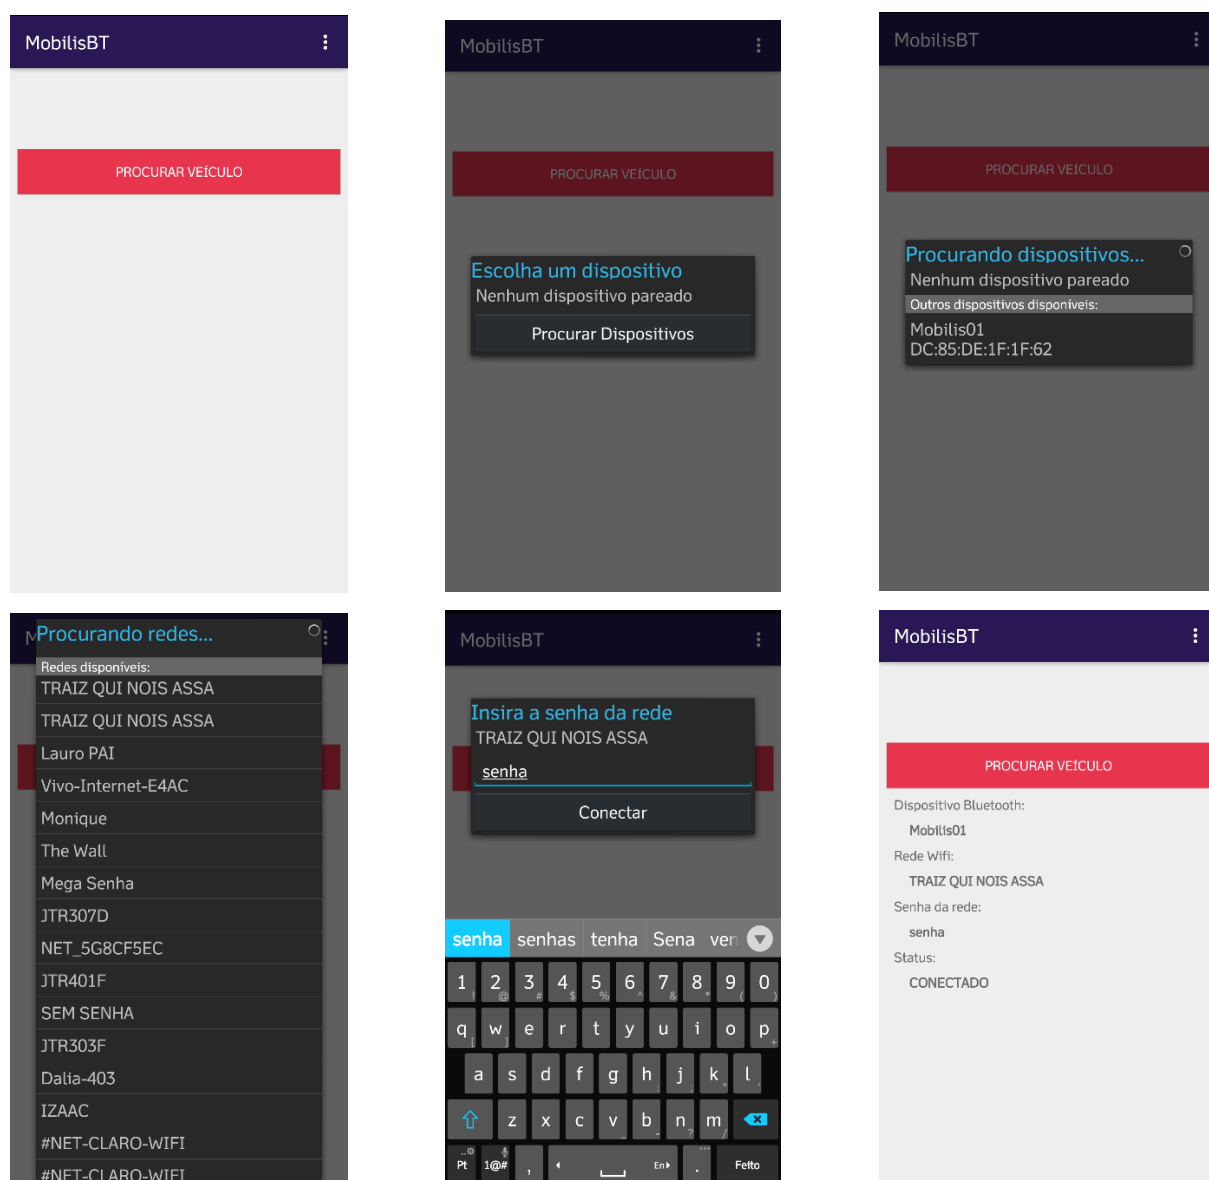 MobilisBT
PROCURAR VEÍCULO
MobilisBT
PROCURAR VEÍCULO
Escolha um dispositivo
Nenhum dispositivo pareado
Procurar Dispositivos
MobilisBT
PROCURAR VEÍCULO
Procurando dispositivos...
Nenhum dispositivo pareado
Outros dispositivos disponíveis:
Mobilis01
DC:85:DE:1F:1F:62
Procurando redes...
Redes disponíveis:
TRAIZ QUI NOIS ASSA
TRAIZ QUI NOIS ASSA
Lauro PAI
Vivo-Internet-E4AC
Monique
The Wall
Mega Senha
JTR307D
NET_5G8CF5EC
JTR401F
SEM SENHA
JTR303F
Dalia-403
IZAAC
#NET-CLARO-WIFI
#NET-CLARO-WIFI
MobilisBT
Insira a senha da rede
TRAIZ QUI NOIS ASSA
senha
Conectar
senha senhas tenha Sena ven
1 2 3 4 5 6 7 8 9 0
q w e r t y u i o p
a s d f g h j k l
z x c v b n m
Pt 1@# , En . Feito
MobilisBT
PROCURAR VEÍCULO
Dispositivo Bluetooth:
Mobilis01
Rede Wifi:
TRAIZ QUI NOIS ASSA
Senha da rede:
senha
Status:
CONECTADO